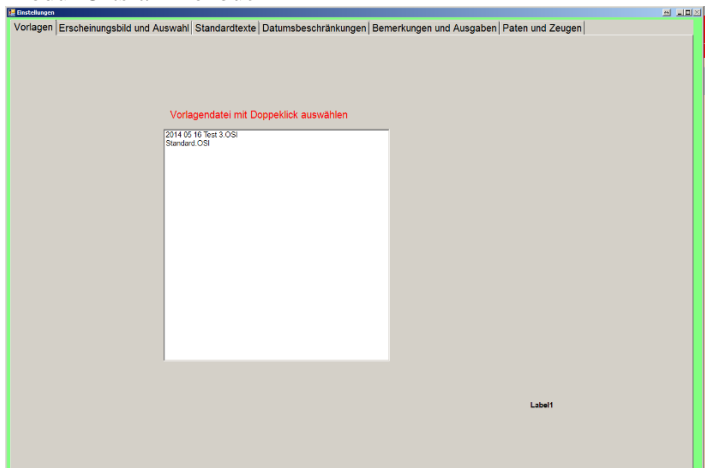 Einstellungen
Vorlagen Erscheinungsbild und Auswahl Standardtexte Datumsbeschränkungen Bemerkungen und Ausgaben Paten und Zeugen
Vorlagendatei mit Doppeklick auswählen
2014 05 16 Test 3.OSI
Standard.OSI
Label1